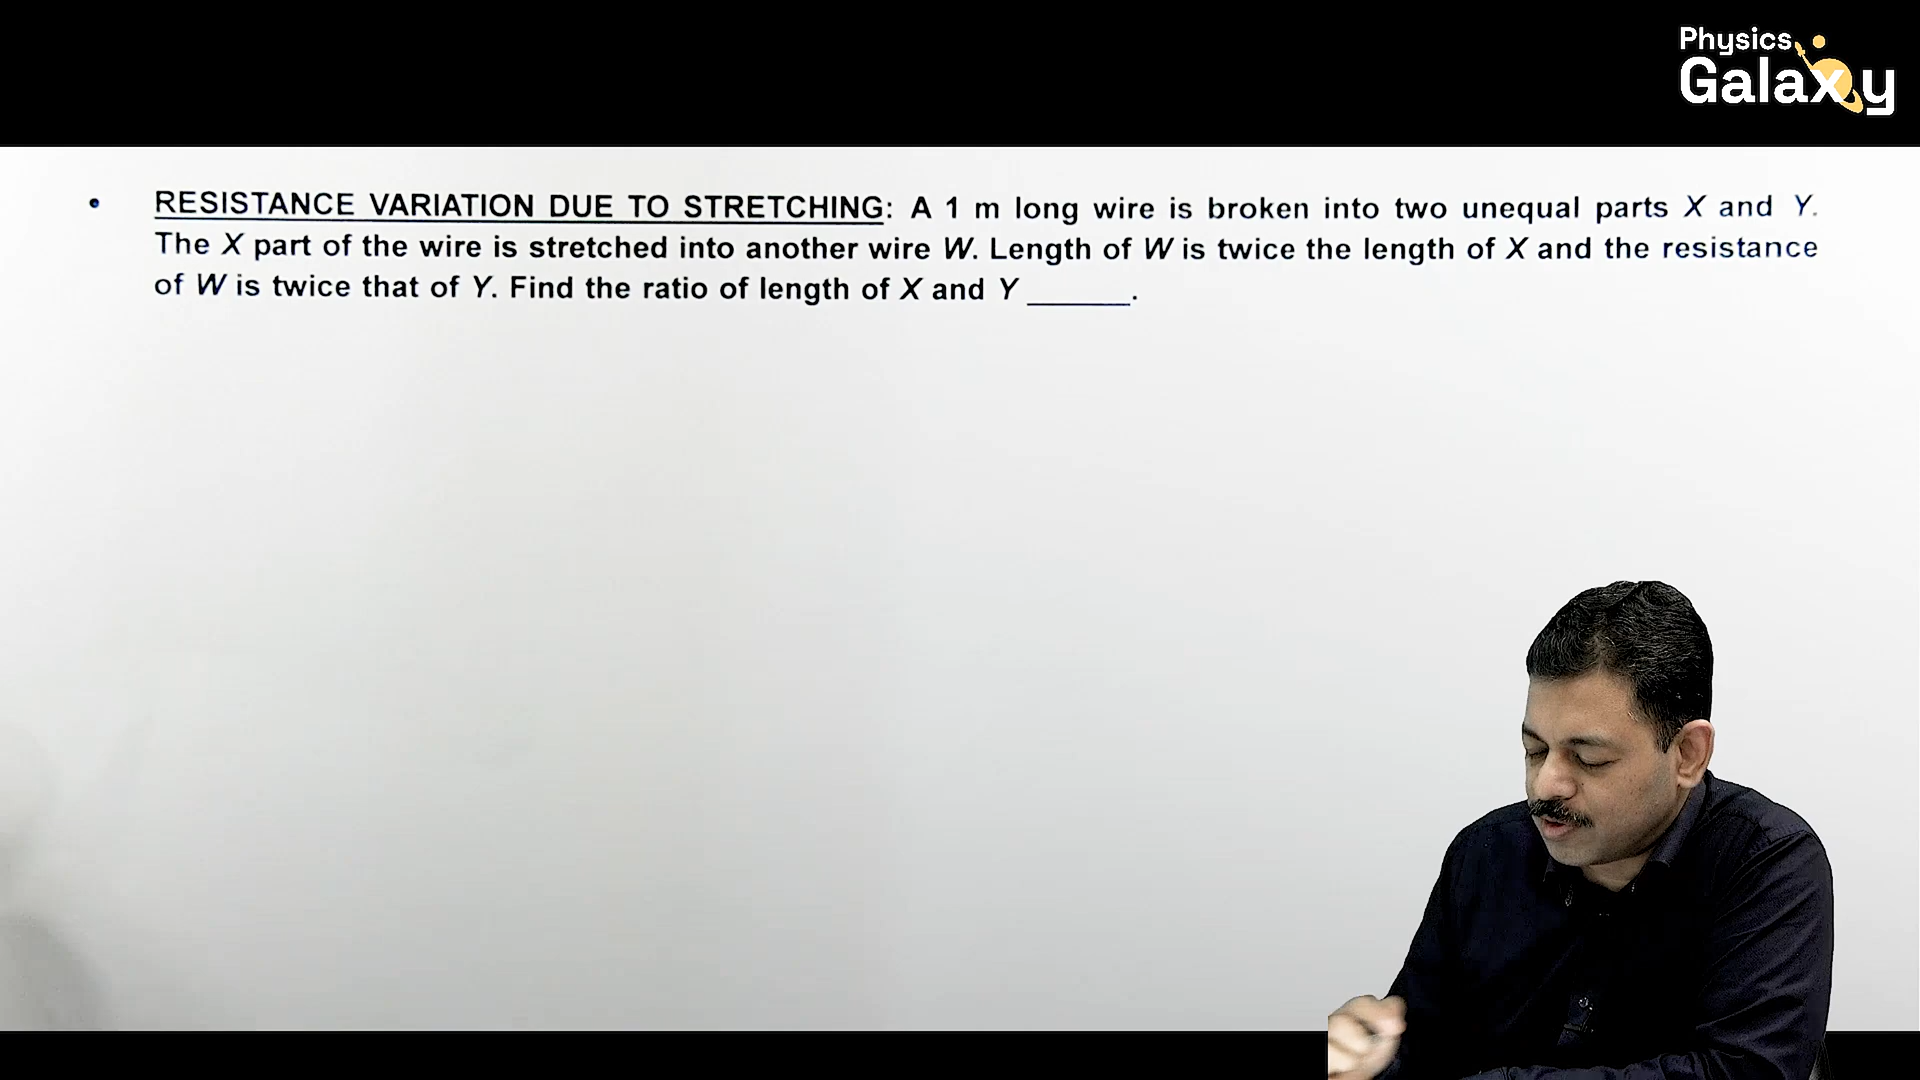 Physics
Galaxy
• RESISTANCE VARIATION DUE TO STRETCHING: A 1 m long wire is broken into two unequal parts X and Y.
The X part of the wire is stretched into another wire W. Length of W is twice the length of X and the resistance
of W is twice that of Y. Find the ratio of length of X and Y ______.